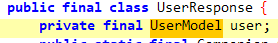 public final class UserResponse {
private final UserModel user;